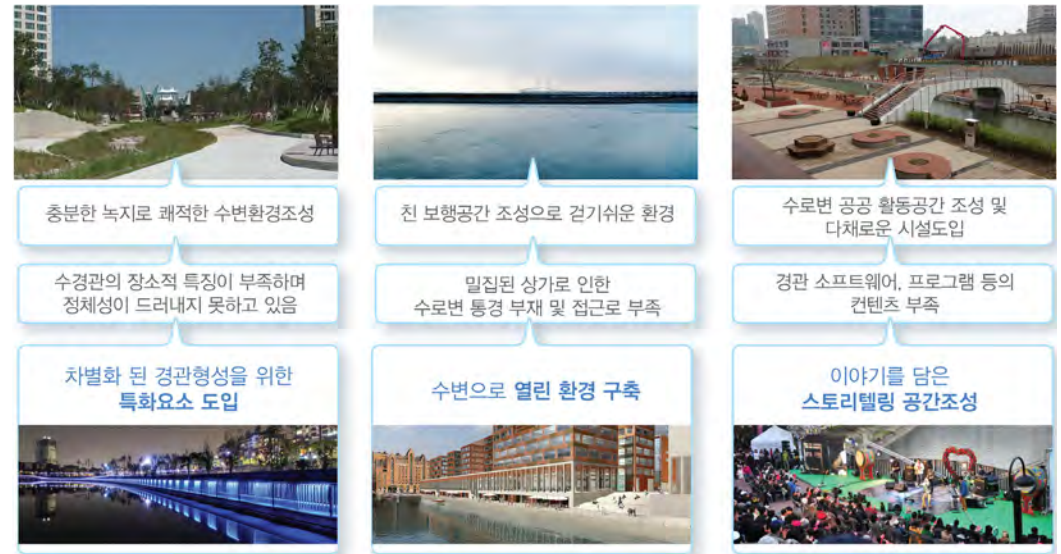 충분한 녹지로 쾌적한 수변환경조성
수경관의 장소적 특징이 부족하며
정체성이 드러내지 못하고 있음
차별화 된 경관형성을 위한
특화요소 도입
친 보행공간 조성으로 걷기쉬운 환경
밀집된 상가로 인한
수로변 통경 부재 및 접근로 부족
수변으로 열린 환경 구축
수로변 공공 활동공간 조성 및
다채로운 시설도입
경관 소프트웨어, 프로그램 등의
컨텐츠 부족
이야기를 담은
스토리텔링 공간조성